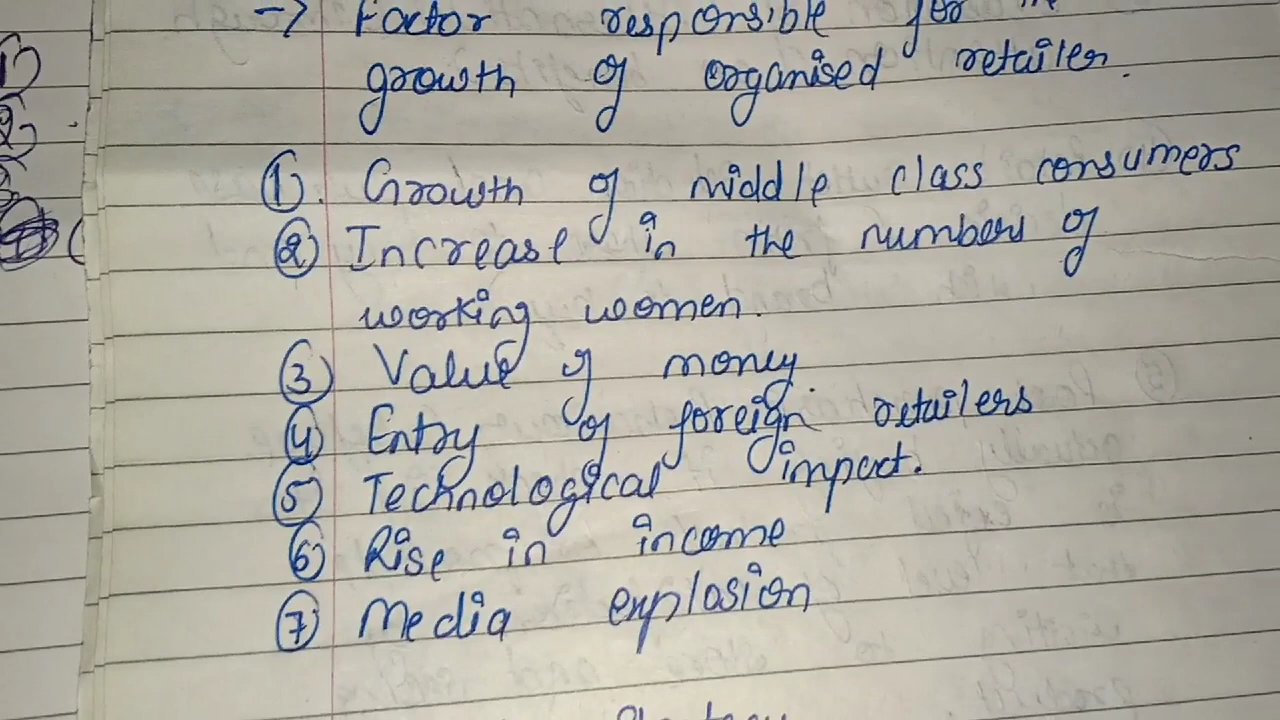 -> Factor responsible for the
growth of organised retailer.
① Growth of middle class consumers
② Increase in the numbers of
working women.
③ Value of money
④ Entry of foreign retailers
⑤ Technological impact.
⑥ Rise in income
⑦ Media explosion